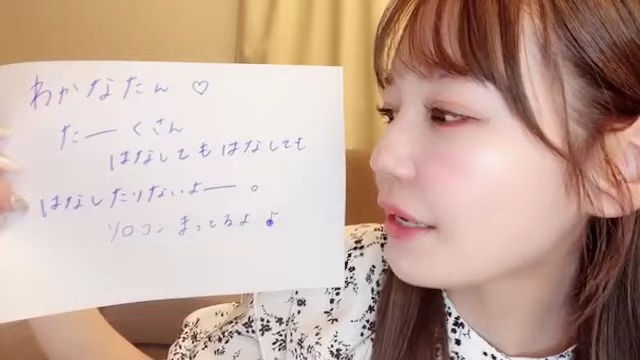 わかなたん♡
たーくさん
はなしても はなしても
はなしたりないよー。
ソロコン まってるよ♪